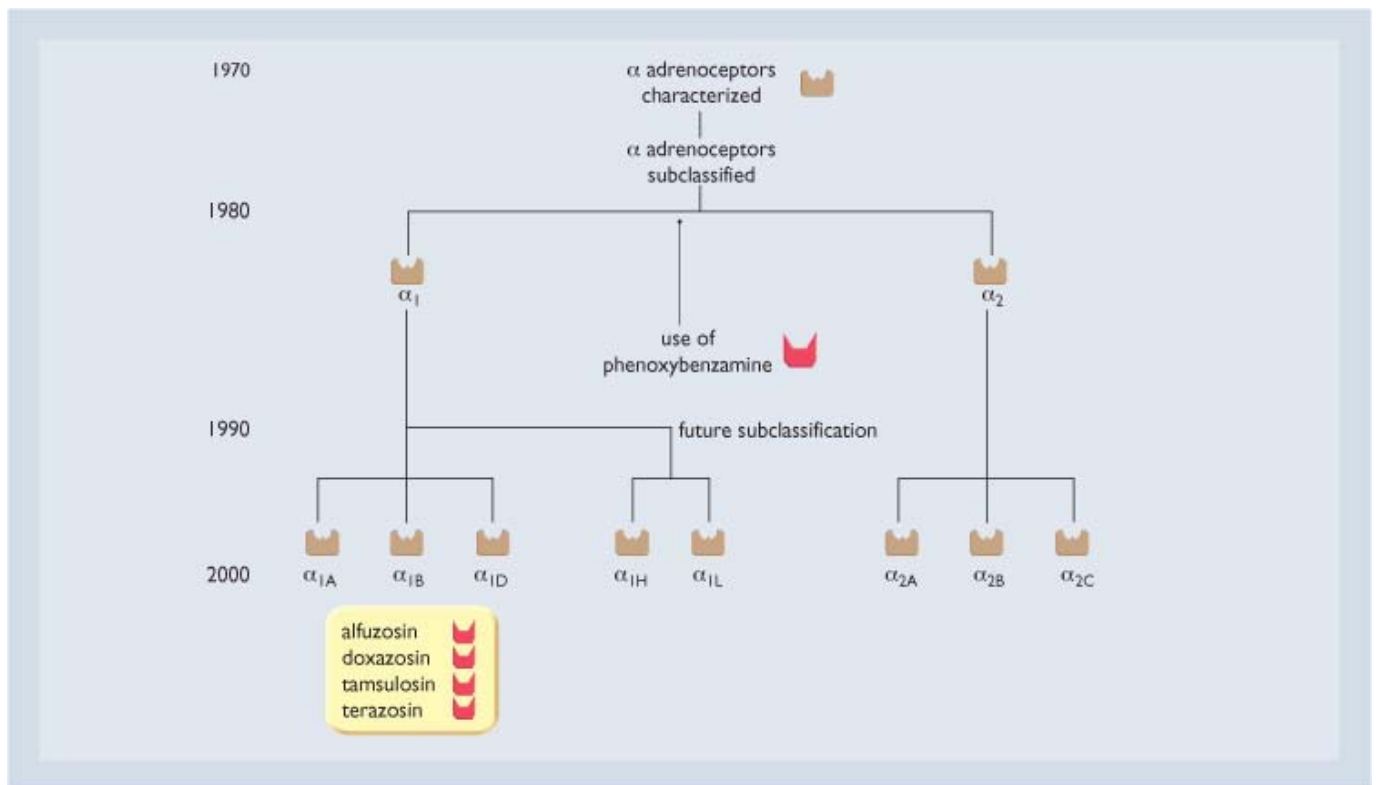 1970
α adrenoceptors
characterized
α adrenoceptors
subclassified
1980
α1
α2
use of
phenoxybenzamine
1990
future subclassification
2000
α1A
α1B
α1D
α1H
α1L
α2A
α2B
α2C
alfuzosin
doxazosin
tamsulosin
terazosin